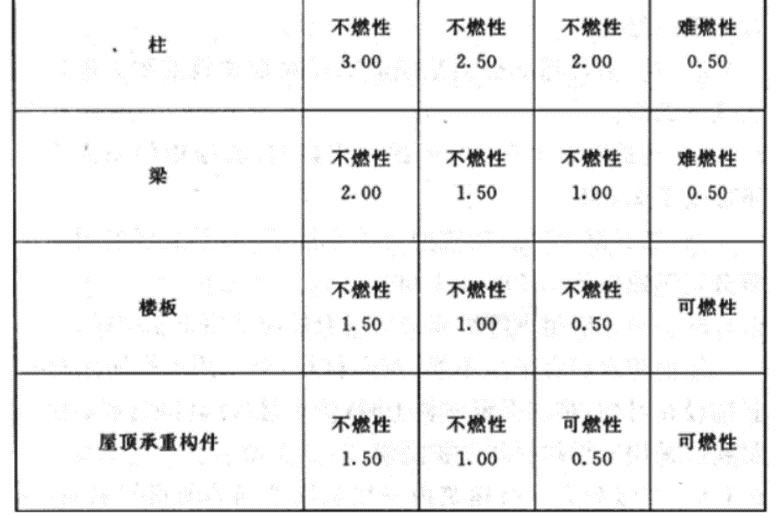 柱
不燃性 不燃性 不燃性 难燃性
3.00 2.50 2.00 0.50
梁
不燃性 不燃性 不燃性 难燃性
2.00 1.50 1.00 0.50
楼板
不燃性 不燃性 不燃性 可燃性
1.50 1.00 0.50
屋顶承重构件
不燃性 不燃性 可燃性 可燃性
1.50 1.00 0.50